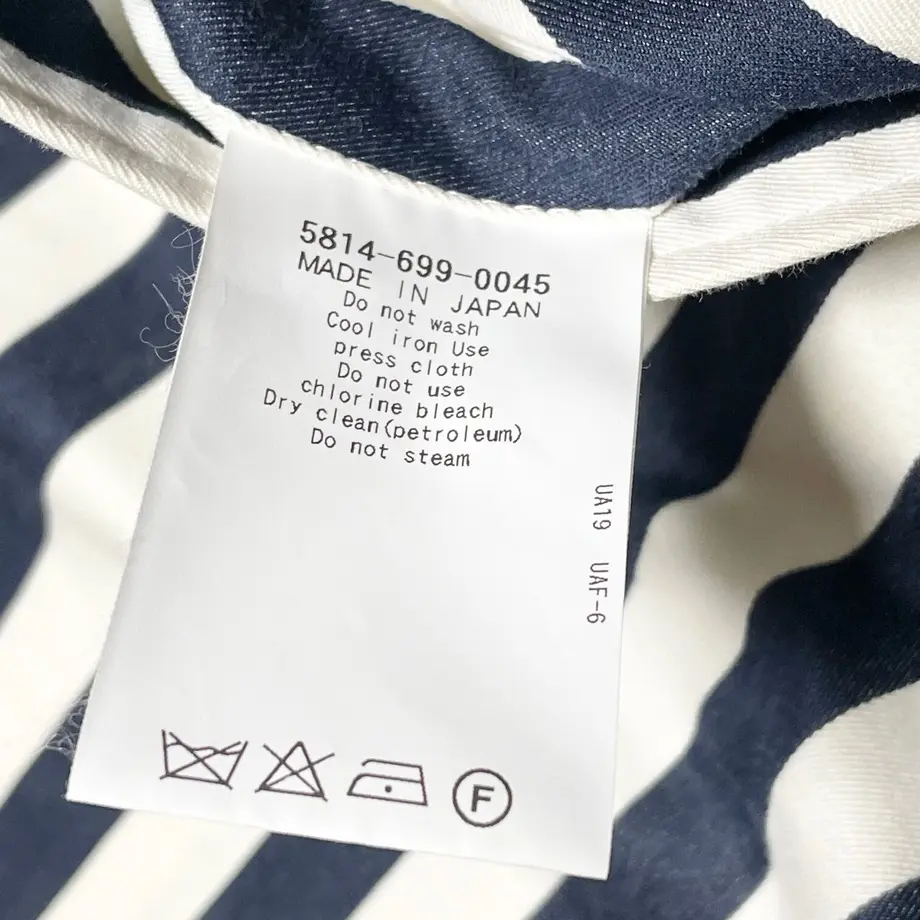 5814-699-0045
MADE IN JAPAN
Do not wash
Cool iron Use
press cloth
Do not use
chlorine bleach
Dry clean(petroleum)
Do not steam
UA19 UAF-6
F